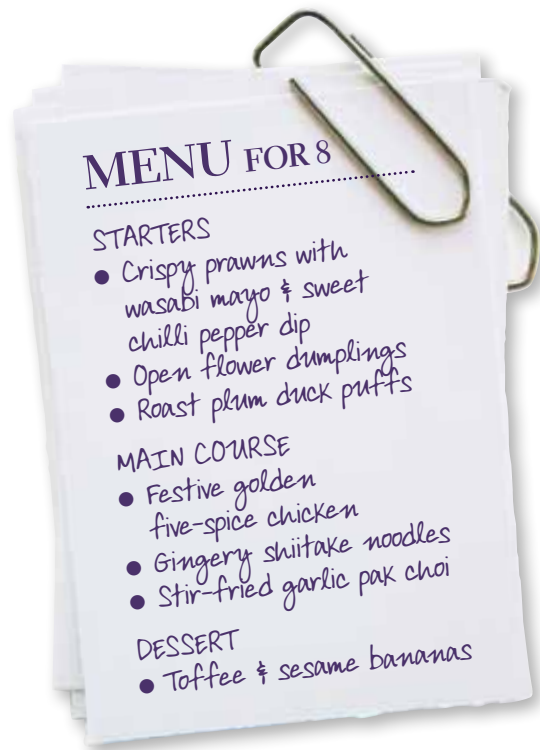 MENU FOR 8
STARTERS
● Crispy prawns with
wasabi mayo & sweet
chilli pepper dip
● Open flower dumplings
● Roast plum duck puffs
MAIN COURSE
● Festive golden
five-spice chicken
● Gingery shiitake noodles
● Stir-fried garlic pak choi
DESSERT
● Toffee & sesame bananas